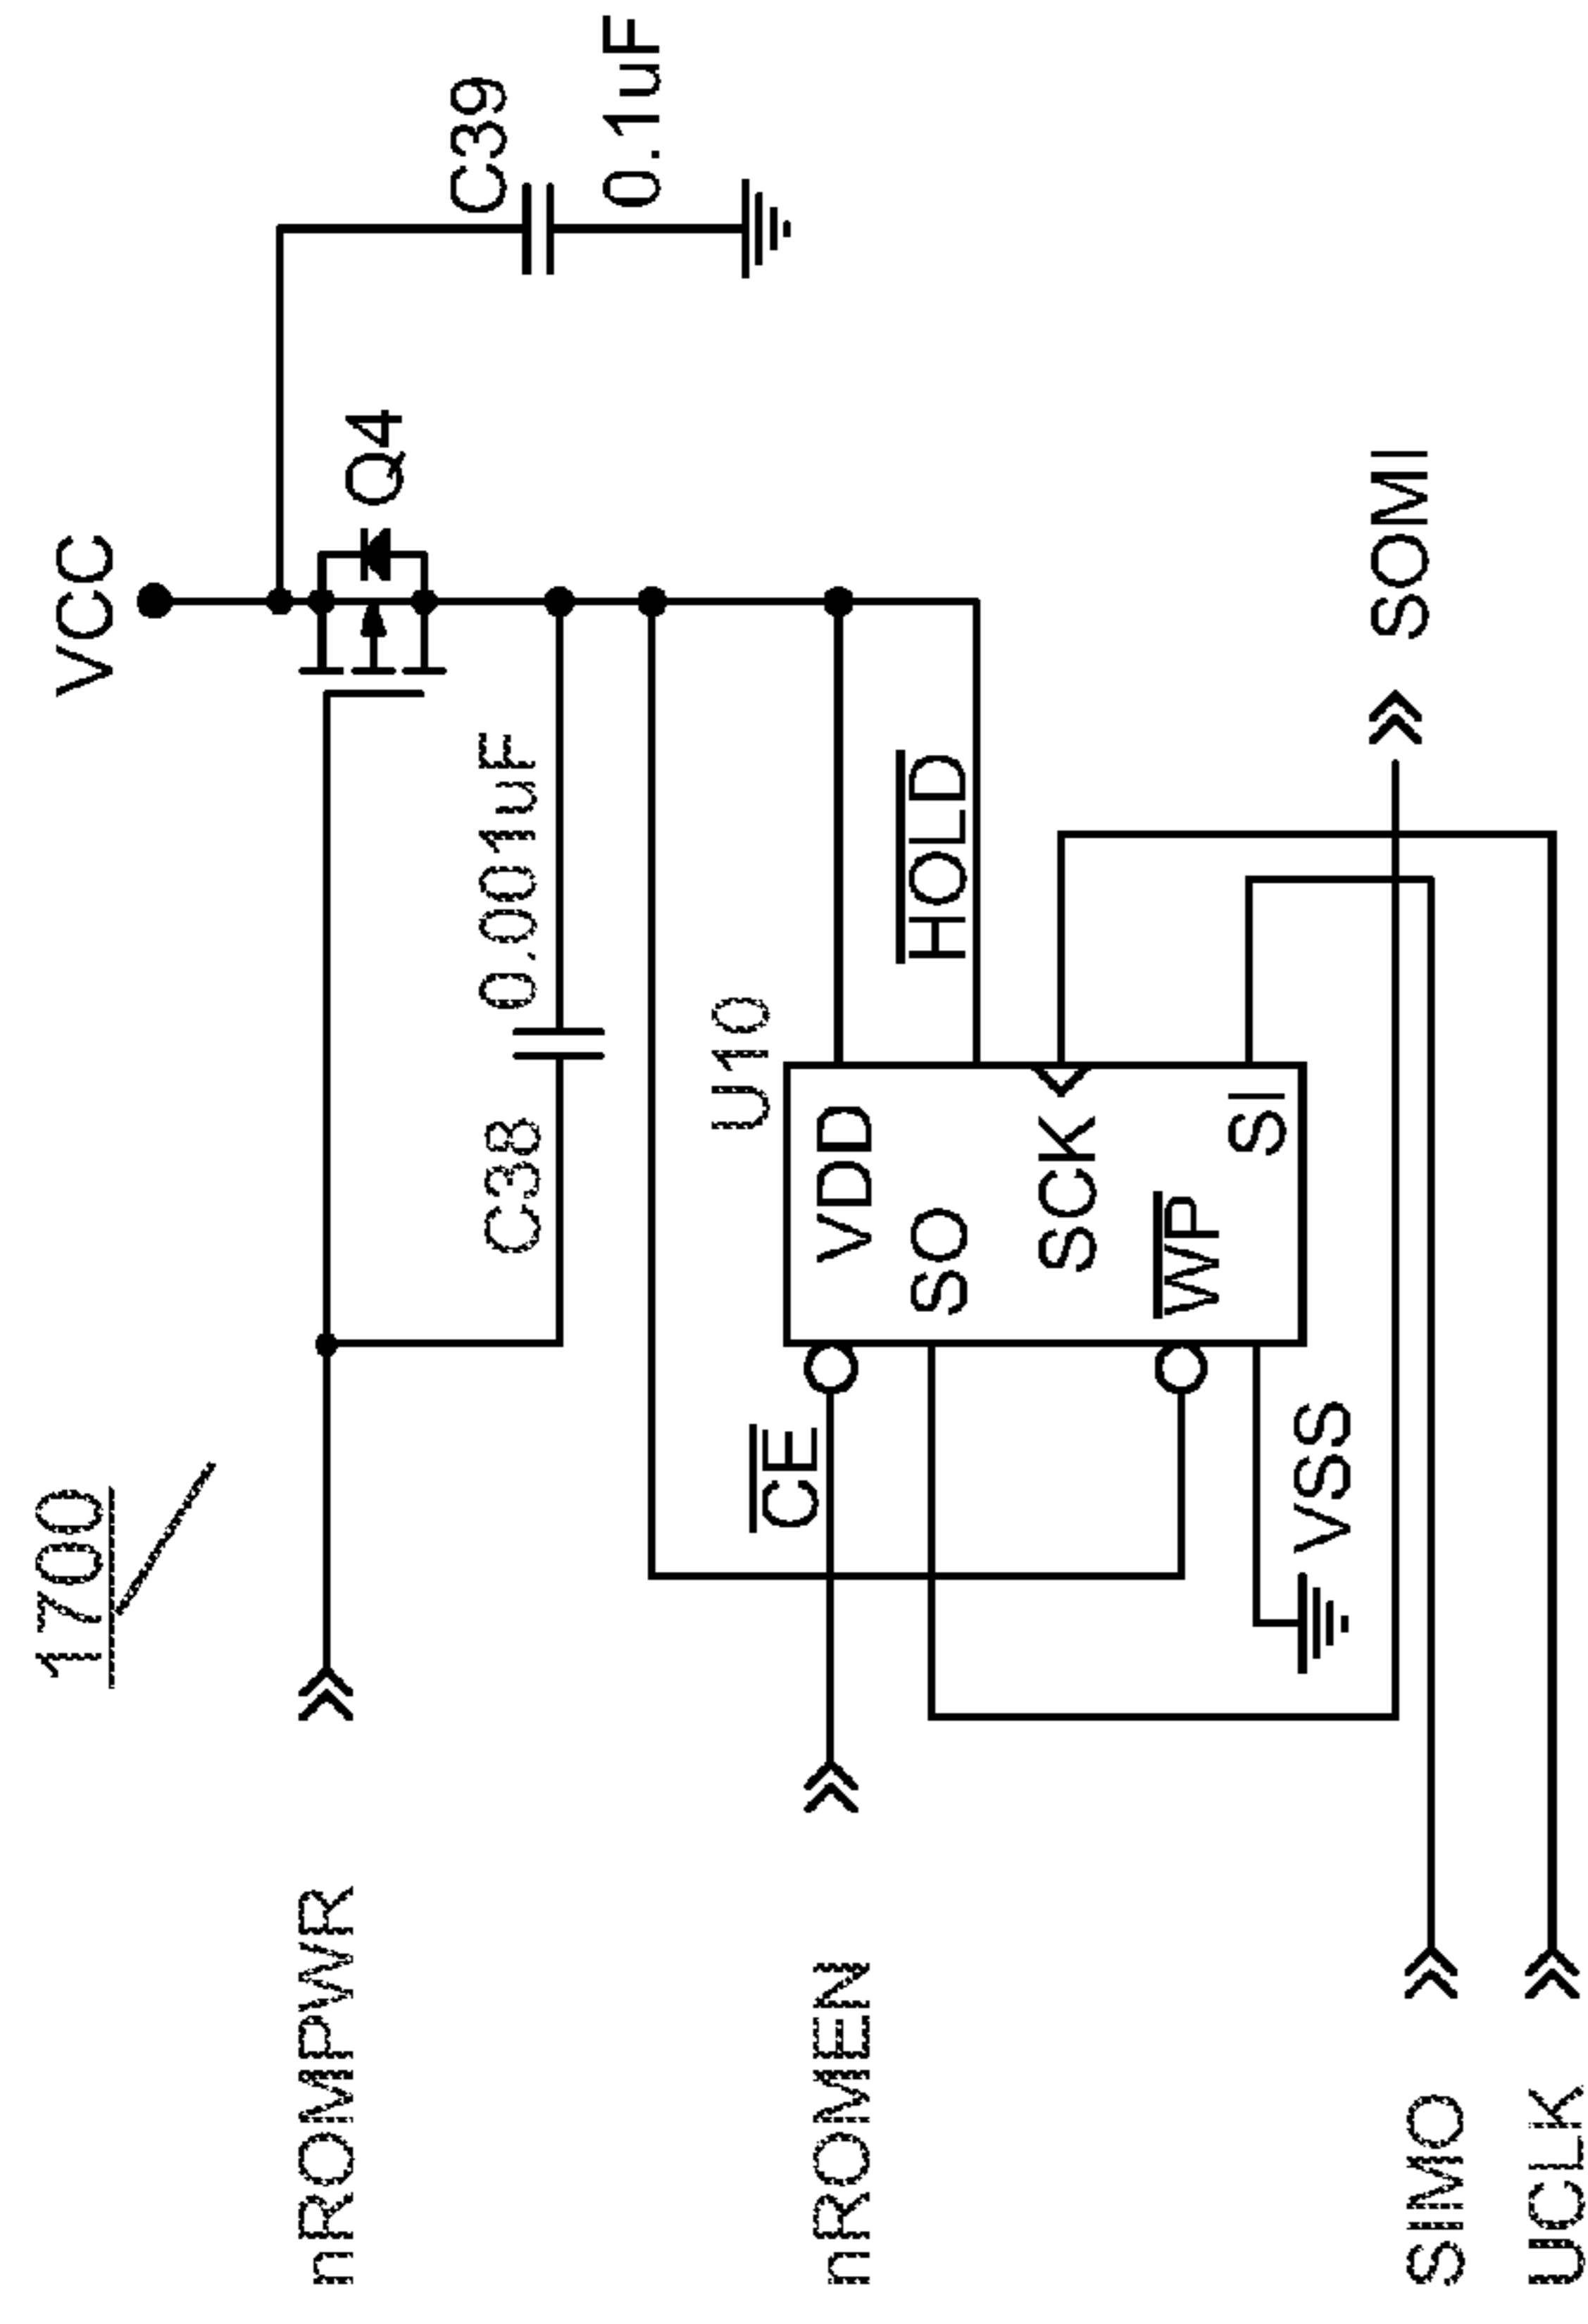 1700
VCC
nROMPWR
Q4
C39
0.1uF
C38
0.001uF
U10
nROMEN
CE
VDD
HOLD
SO
SCK
WP
SI
VSS
SOMI
SIMO
UCLK